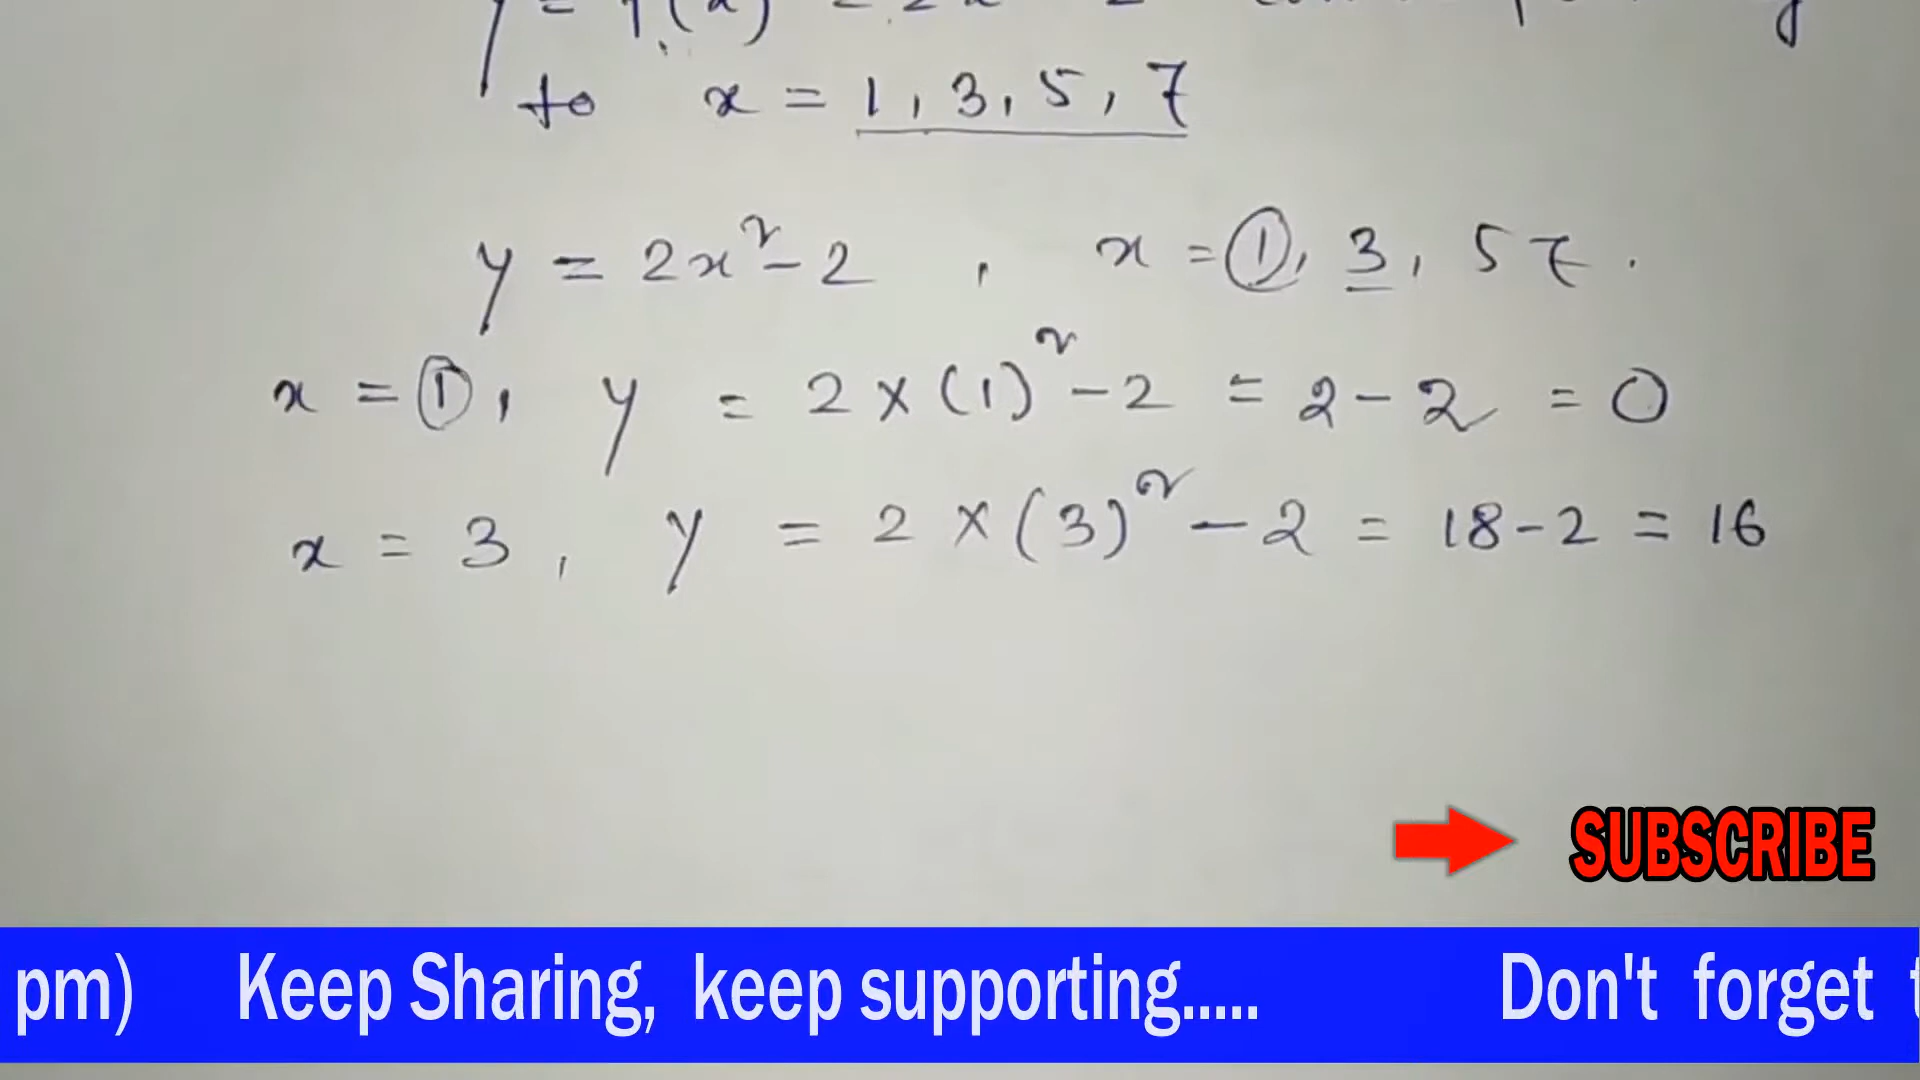 to x = 1, 3, 5, 7
y = 2x² - 2 , x = 1, 3, 5 7.
x = 1, y = 2 × (1)² - 2 = 2 - 2 = 0
x = 3, y = 2 × (3)² - 2 = 18 - 2 = 16
SUBSCRIBE
pm) Keep Sharing, keep supporting..... Don't forget